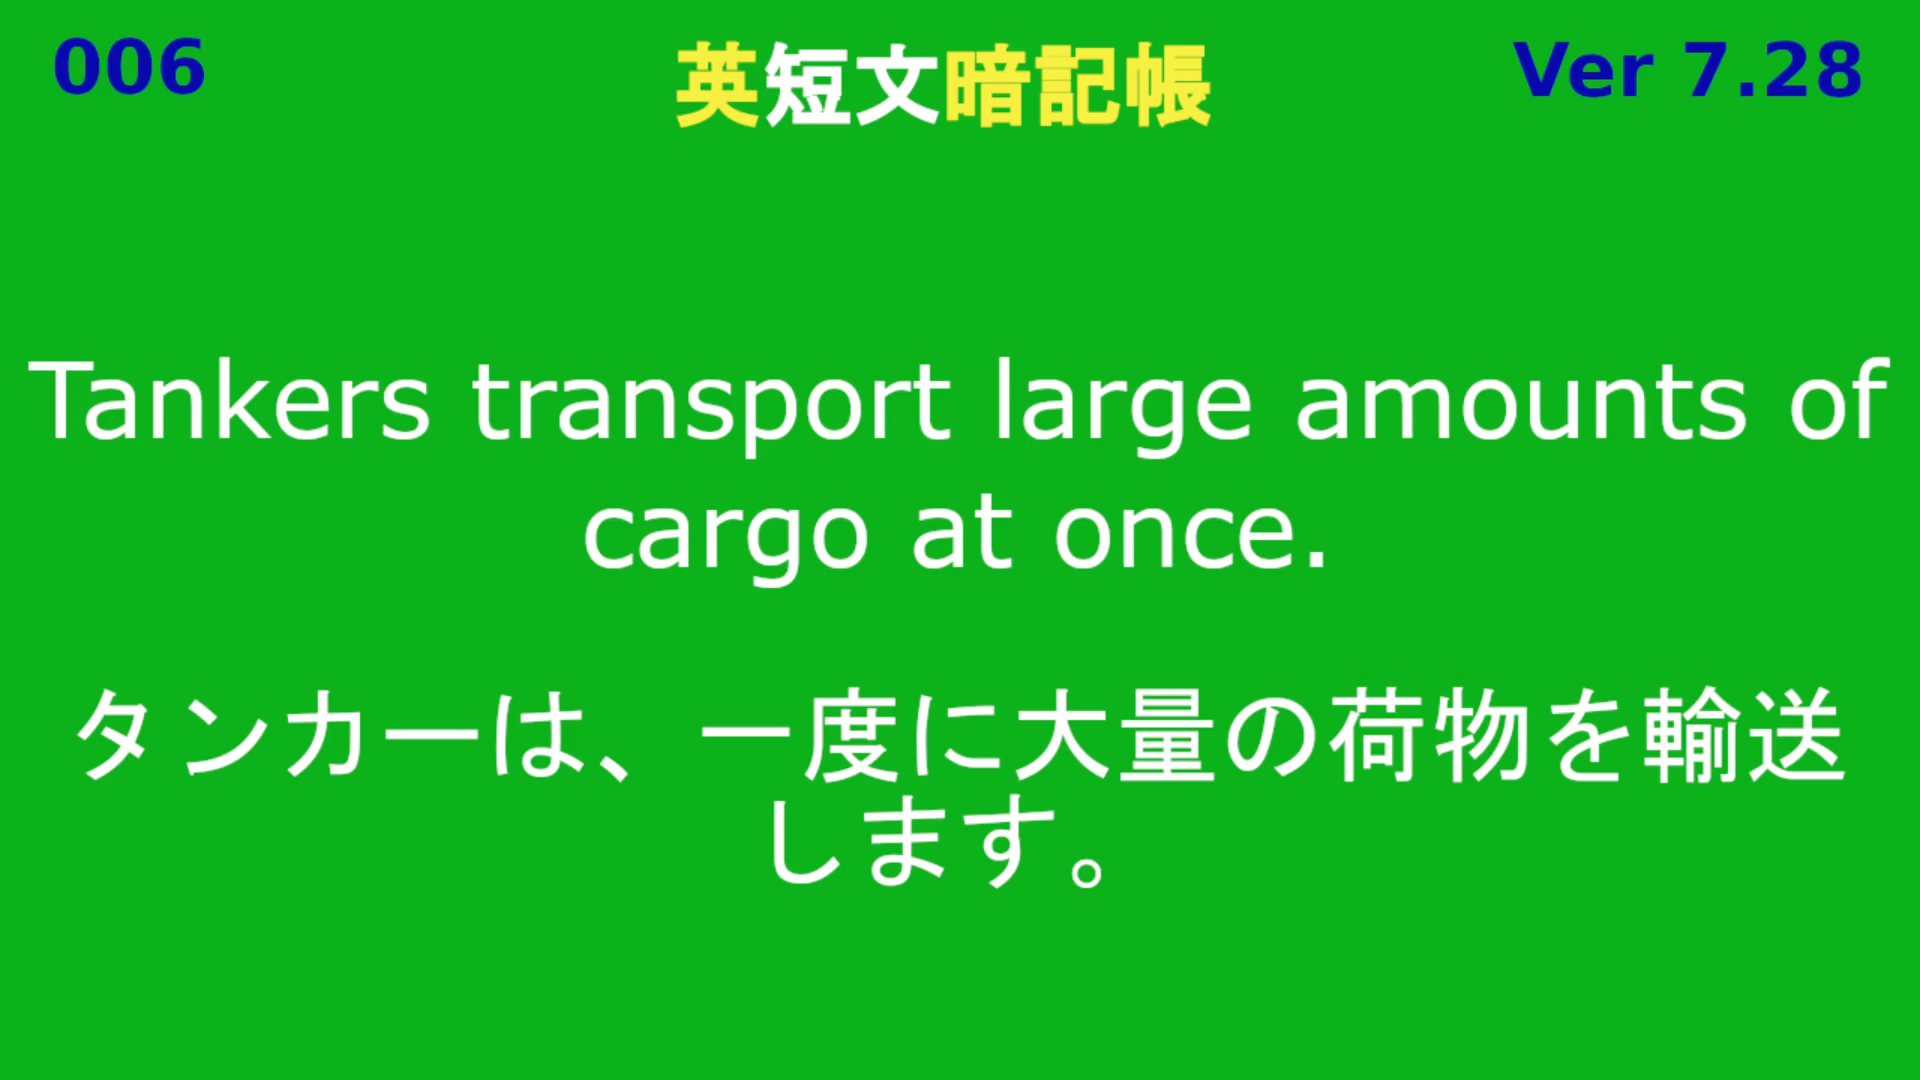 006
英短文暗記帳
Ver 7.28
Tankers transport large amounts of
cargo at once.
タンカーは、一度に大量の荷物を輸送
します。